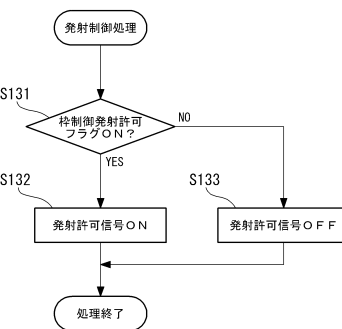 発射制御処理
S131
枠制御発射許可
フラグＯＮ？
NO
YES
S132
S133
発射許可信号ＯＮ
発射許可信号ＯＦＦ
処理終了